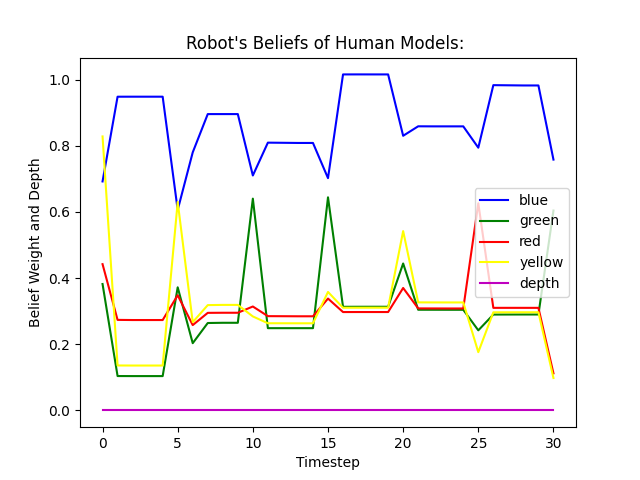 Robot's Beliefs of Human Models:
Belief Weight and Depth
1.0
0.8
0.6
0.4
0.2
0.0
0 5 10 15 20 25 30
Timestep
blue
green
red
yellow
depth